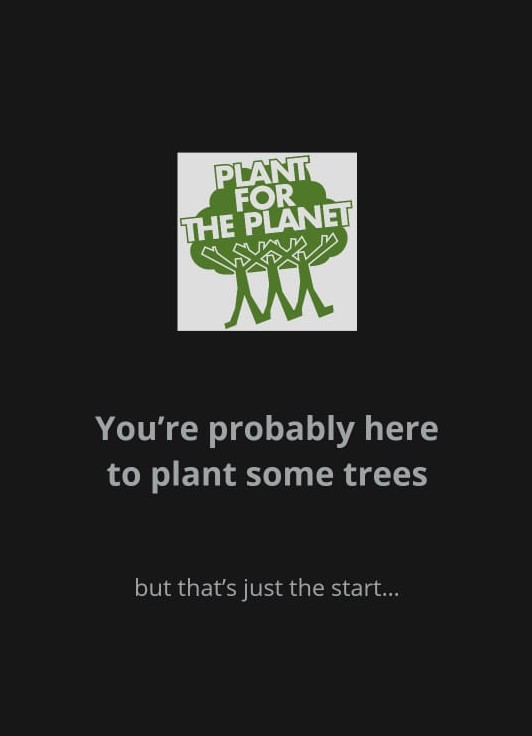 PLANT
FOR
THE PLANET
You’re probably here
to plant some trees
but that’s just the start...